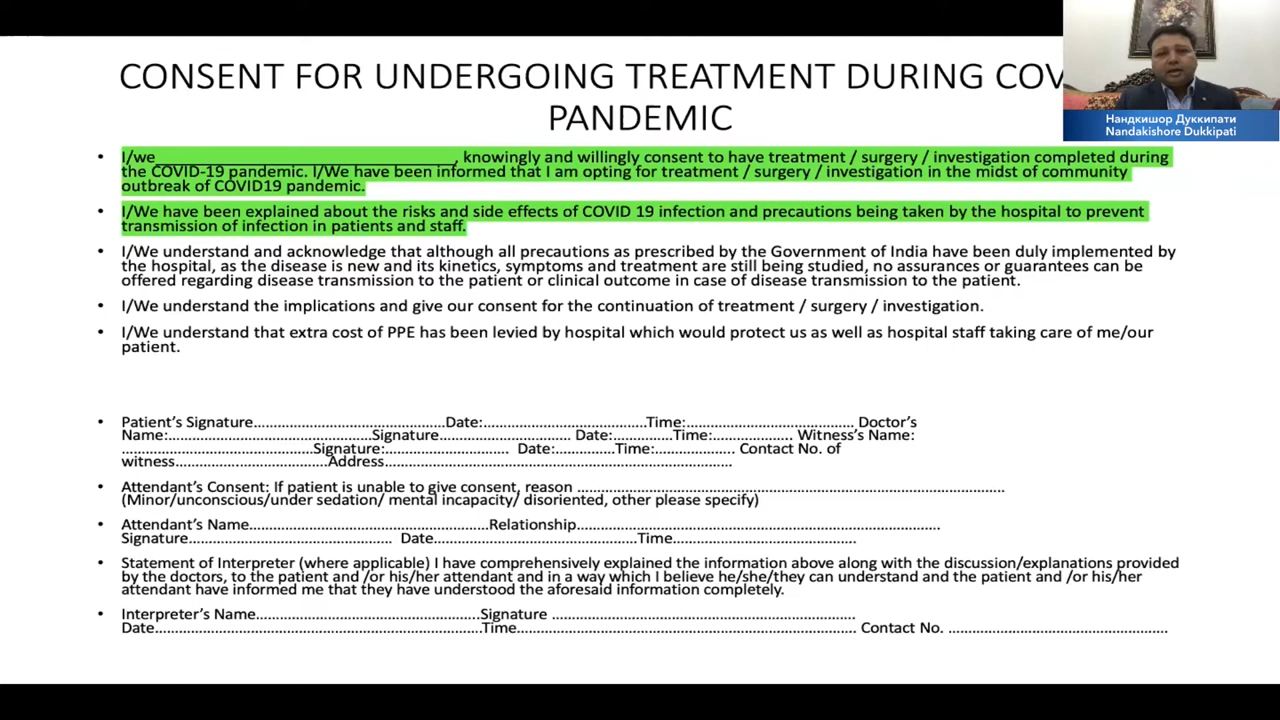 CONSENT FOR UNDERGOING TREATMENT DURING COV
PANDEMIC
Нандкишор Дуккипати
Nandakishore Dukkipati
• I/we___________________________________, knowingly and willingly consent to have treatment / surgery / investigation completed during
the COVID-19 pandemic. I/We have been informed that I am opting for treatment / surgery / investigation in the midst of community
outbreak of COVID19 pandemic.
• I/We have been explained about the risks and side effects of COVID 19 infection and precautions being taken by the hospital to prevent
transmission of infection in patients and staff.
• I/We understand and acknowledge that although all precautions as prescribed by the Government of India have been duly implemented by
the hospital, as the disease is new and its kinetics, symptoms and treatment are still being studied, no assurances or guarantees can be
offered regarding disease transmission to the patient or clinical outcome in case of disease transmission to the patient.
• I/We understand the implications and give our consent for the continuation of treatment / surgery / investigation.
• I/We understand that extra cost of PPE has been levied by hospital which would protect us as well as hospital staff taking care of me/our
patient.
• Patient's Signature……………………………………….Date:…………………………………Time:………………………………….. Doctor's
Name:……………………………………………Signature…………………………. Date:………….Time:……………….. Witness's Name:
……………………………………….Signature:………………………… Date:………….Time:………………. Contact No. of
witness……………………………….Address…………………………………………………………………………
• Attendant's Consent: If patient is unable to give consent, reason …………………………………………………………………………………………
(Minor/unconscious/under sedation/ mental incapacity/ disoriented, other please specify)
• Attendant's Name…………………………………………………Relationship……………………………………………………………………………
Signature………………………………………… Date………………………………………………Time……………………………………
• Statement of Interpreter (where applicable) I have comprehensively explained the information above along with the discussion/explanations provided
by the doctors, to the patient and /or his/her attendant and in a way which I believe he/she/they can understand and the patient and /or his/her
attendant have informed me that they have understood the aforesaid information completely.
• Interpreter's Name………………………………………………Signature ………………………………………………………………
Date……………………………………………………………………Time……………………………………………………………………………… Contact No. ……………………………………………